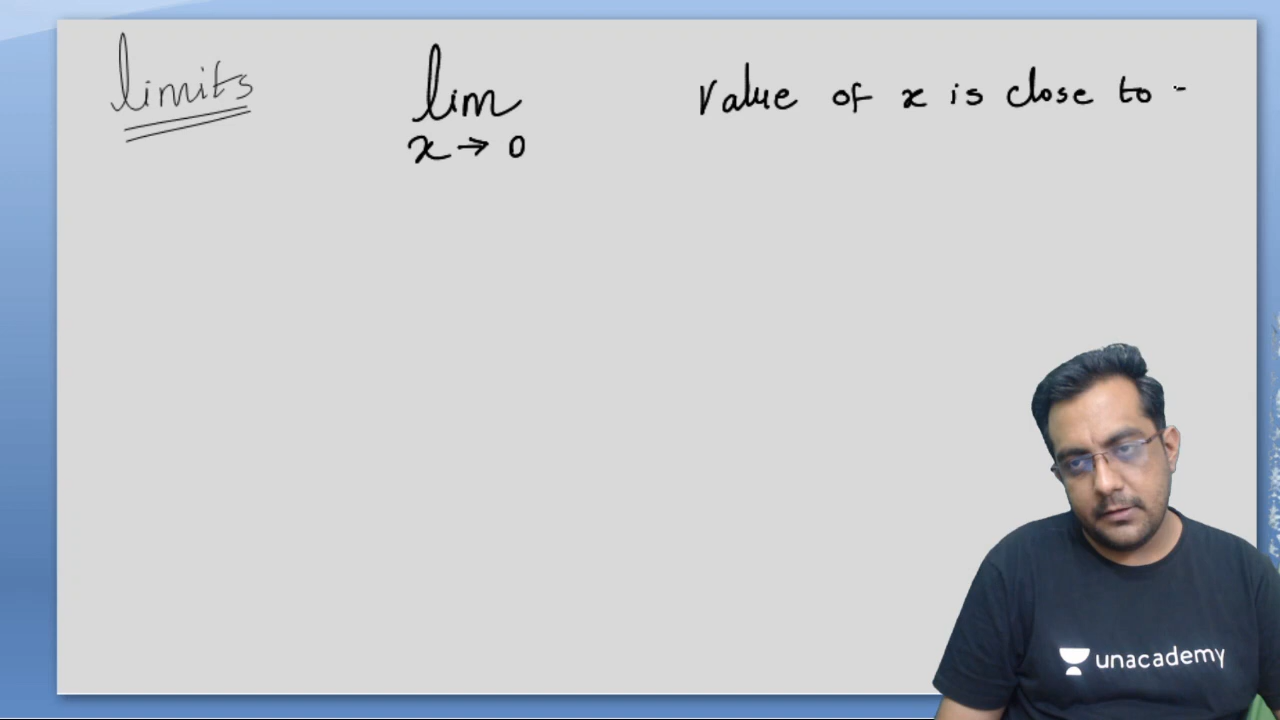 limits
lim
x → 0
value of x is close to
unacademy